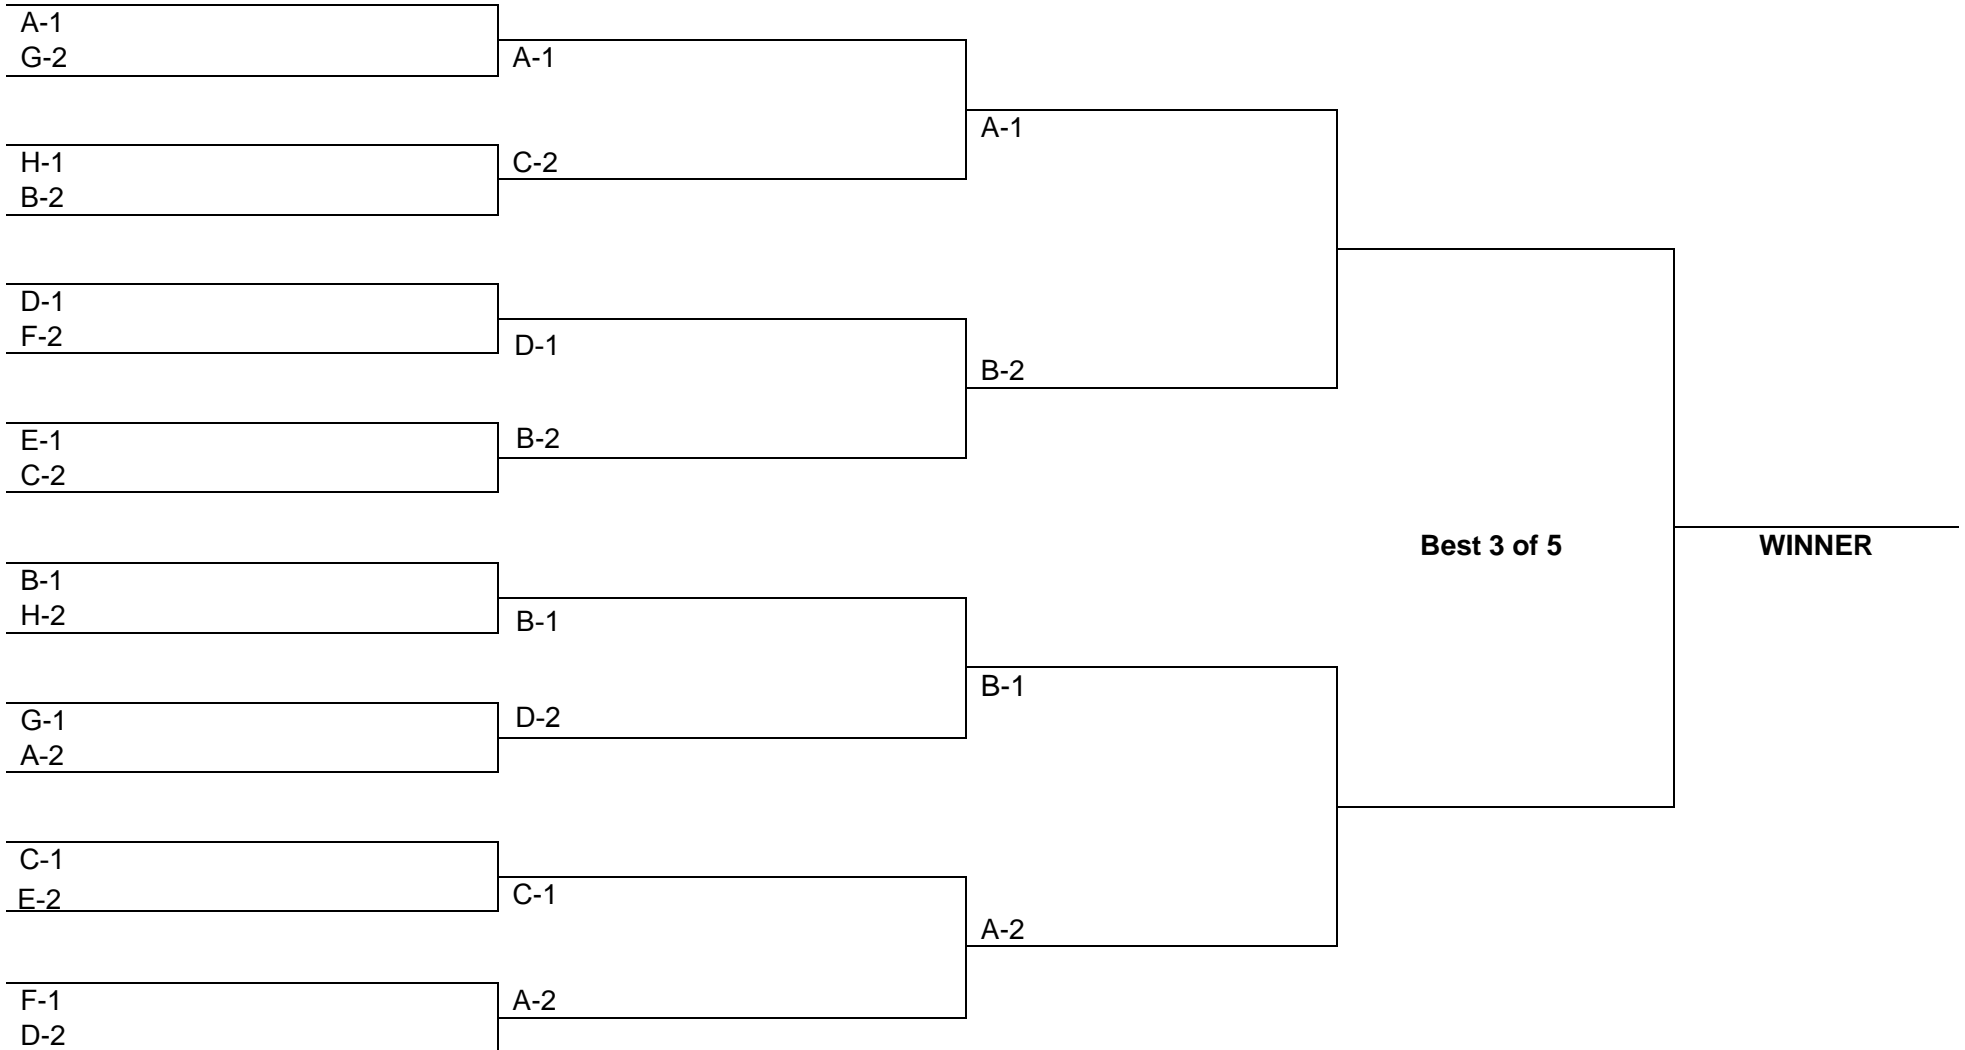 A-1
G-2
A-1
H-1
B-2
C-2
A-1
D-1
F-2
D-1
E-1
C-2
B-2
B-2
Best 3 of 5
WINNER
B-1
H-2
B-1
G-1
A-2
D-2
B-1
C-1
E-2
C-1
F-1
D-2
A-2
A-2